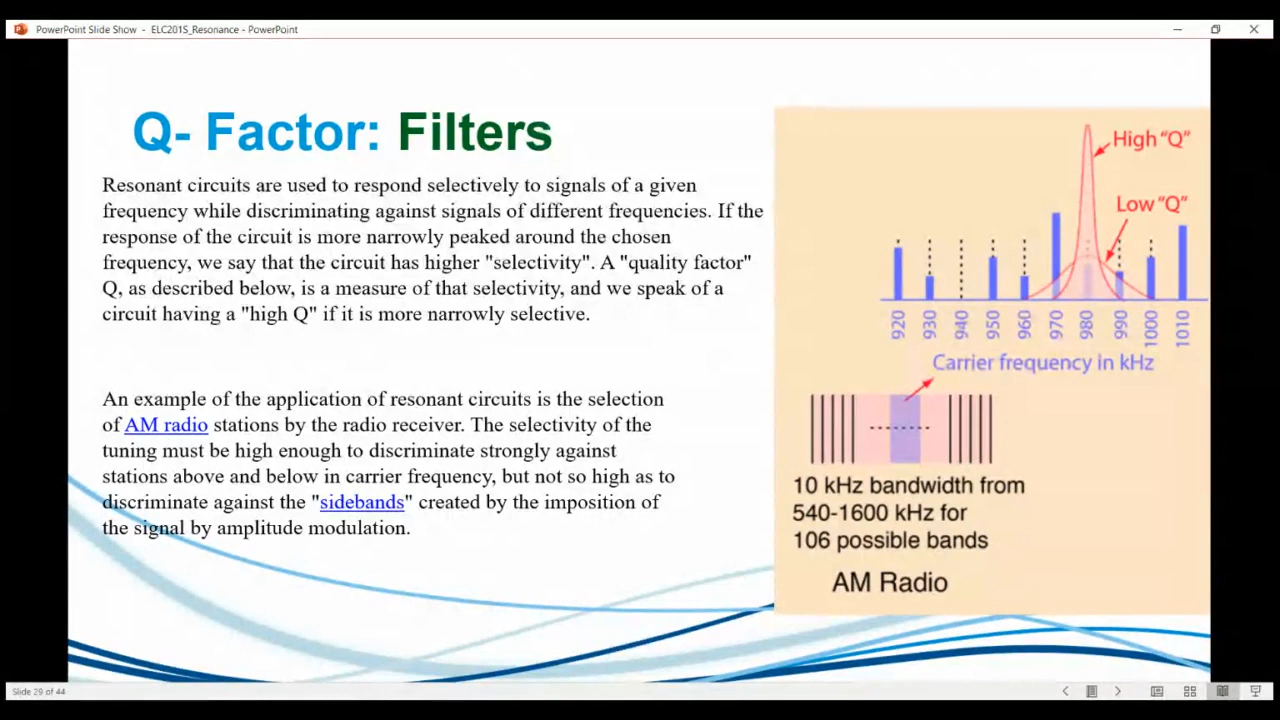 PowerPoint Slide Show - ELC201S_Resonance - PowerPoint
Q- Factor: Filters
Resonant circuits are used to respond selectively to signals of a given
frequency while discriminating against signals of different frequencies. If the
response of the circuit is more narrowly peaked around the chosen
frequency, we say that the circuit has higher "selectivity". A "quality factor"
Q, as described below, is a measure of that selectivity, and we speak of a
circuit having a "high Q" if it is more narrowly selective.
An example of the application of resonant circuits is the selection
of AM radio stations by the radio receiver. The selectivity of the
tuning must be high enough to discriminate strongly against
stations above and below in carrier frequency, but not so high as to
discriminate against the "sidebands" created by the imposition of
the signal by amplitude modulation.
High "Q"
Low "Q"
920 930 940 950 960 970 980 990 1000 1010
Carrier frequency in kHz
10 kHz bandwidth from
540-1600 kHz for
106 possible bands
AM Radio
Slide 29 of 44